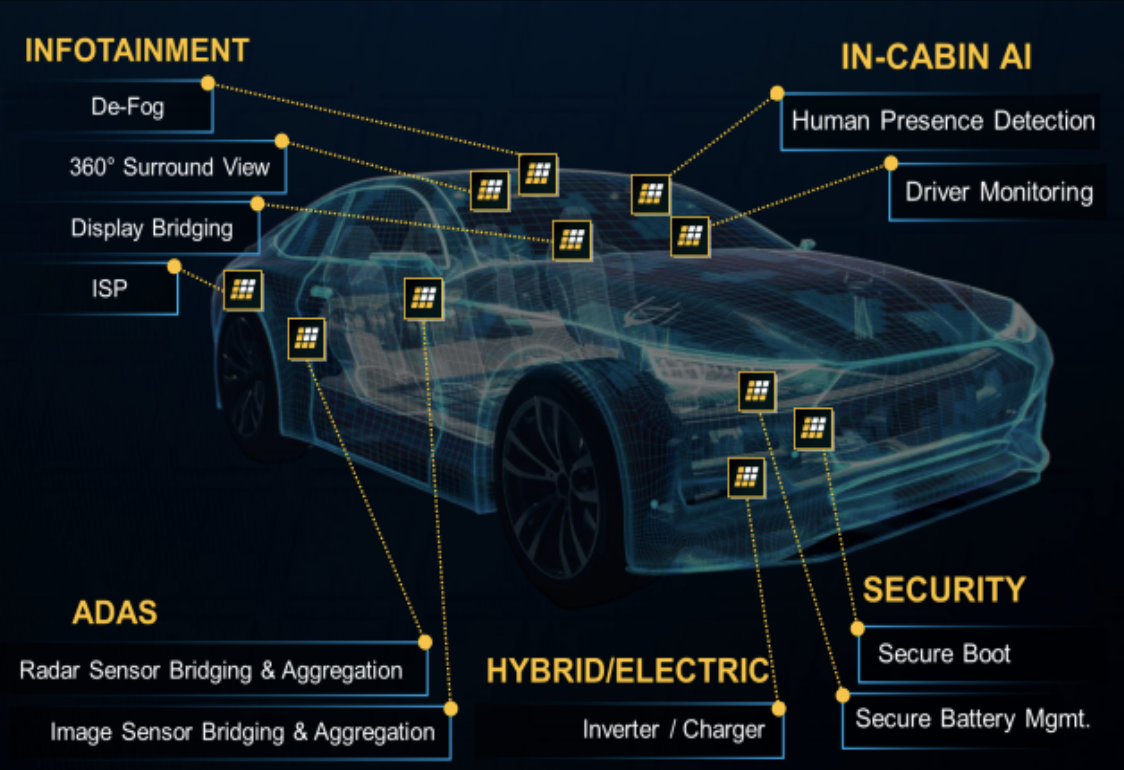 INFOTAINMENT
De-Fog
360° Surround View
Display Bridging
ISP
IN-CABIN AI
Human Presence Detection
Driver Monitoring
ADAS
Radar Sensor Bridging & Aggregation
Image Sensor Bridging & Aggregation
HYBRID/ELECTRIC
Inverter / Charger
SECURITY
Secure Boot
Secure Battery Mgmt.